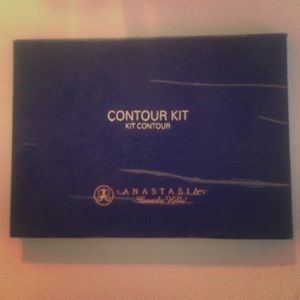 CONTOUR KIT
KIT CONTOUR
ANASTASIA
Beverly Hills